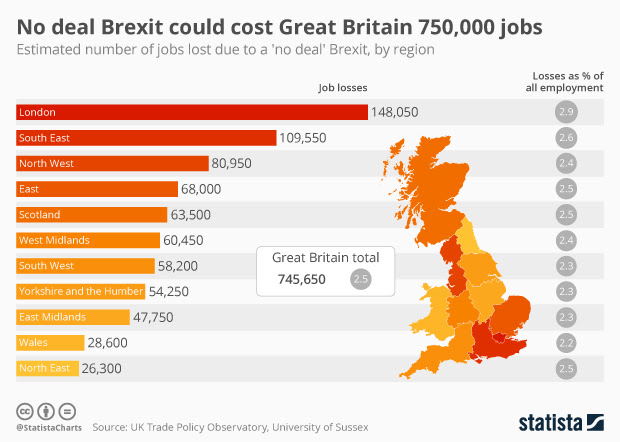 No deal Brexit could cost Great Britain 750,000 jobs
Estimated number of jobs lost due to a 'no deal' Brexit, by region
Job losses
Losses as % of
all employment
London 148,050 2.9
South East 109,550 2.6
North West 80,950 2.4
East 68,000 2.5
Scotland 63,500 2.5
West Midlands 60,450 2.4
South West 58,200 2.3
Yorkshire and the Humber 54,250 2.3
East Midlands 47,750 2.3
Wales 28,600 2.2
North East 26,300 2.5
Great Britain total
745,650 2.5
@StatistaCharts Source: UK Trade Policy Observatory, University of Sussex
statista